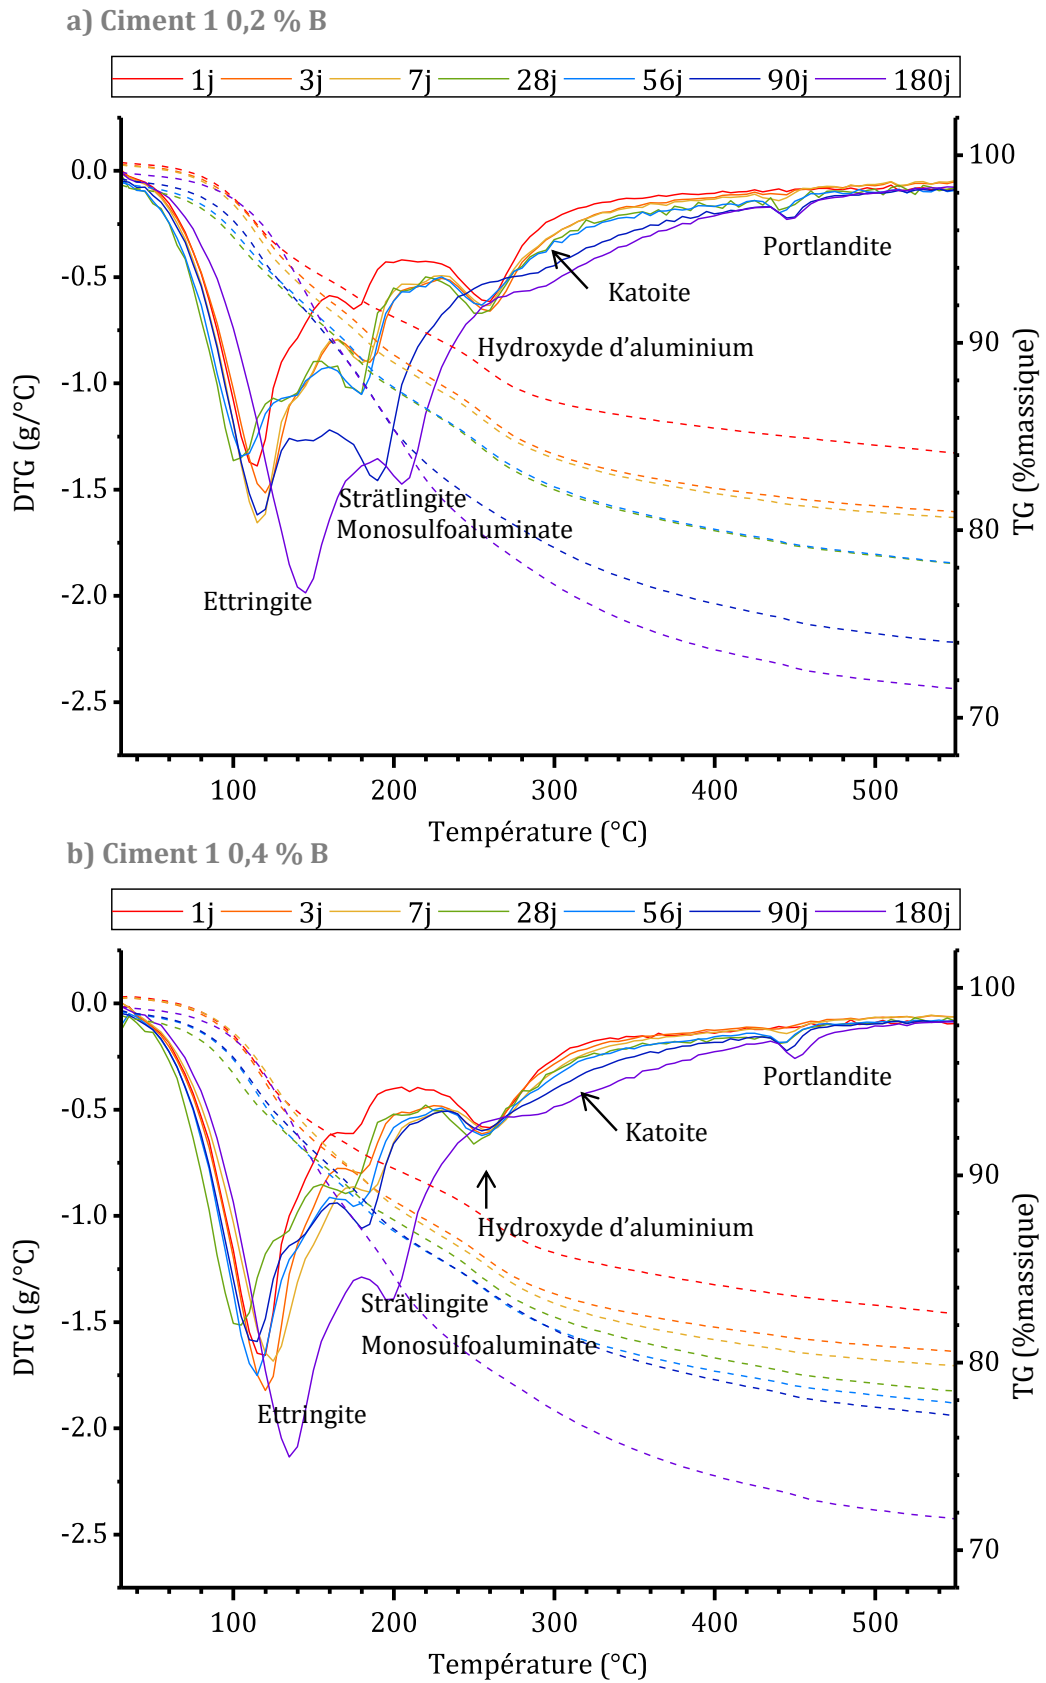 a) Ciment 1 0,2 % B
1j 3j 7j 28j 56j 90j 180j
0.0
-0.5
-1.0
-1.5
-2.0
-2.5
DTG (g/°C)
100
90
80
70
TG (%massique)
Portlandite
Katoite
Hydroxyde d'aluminium
Strätlingite
Monosulfoaluminate
Ettringite
100 200 300 400 500
Température (°C)
b) Ciment 1 0,4 % B
1j 3j 7j 28j 56j 90j 180j
0.0
-0.5
-1.0
-1.5
-2.0
-2.5
DTG (g/°C)
100
90
80
70
TG (%massique)
Portlandite
Katoite
Hydroxyde d'aluminium
Strätlingite
Monosulfoaluminate
Ettringite
100 200 300 400 500
Température (°C)